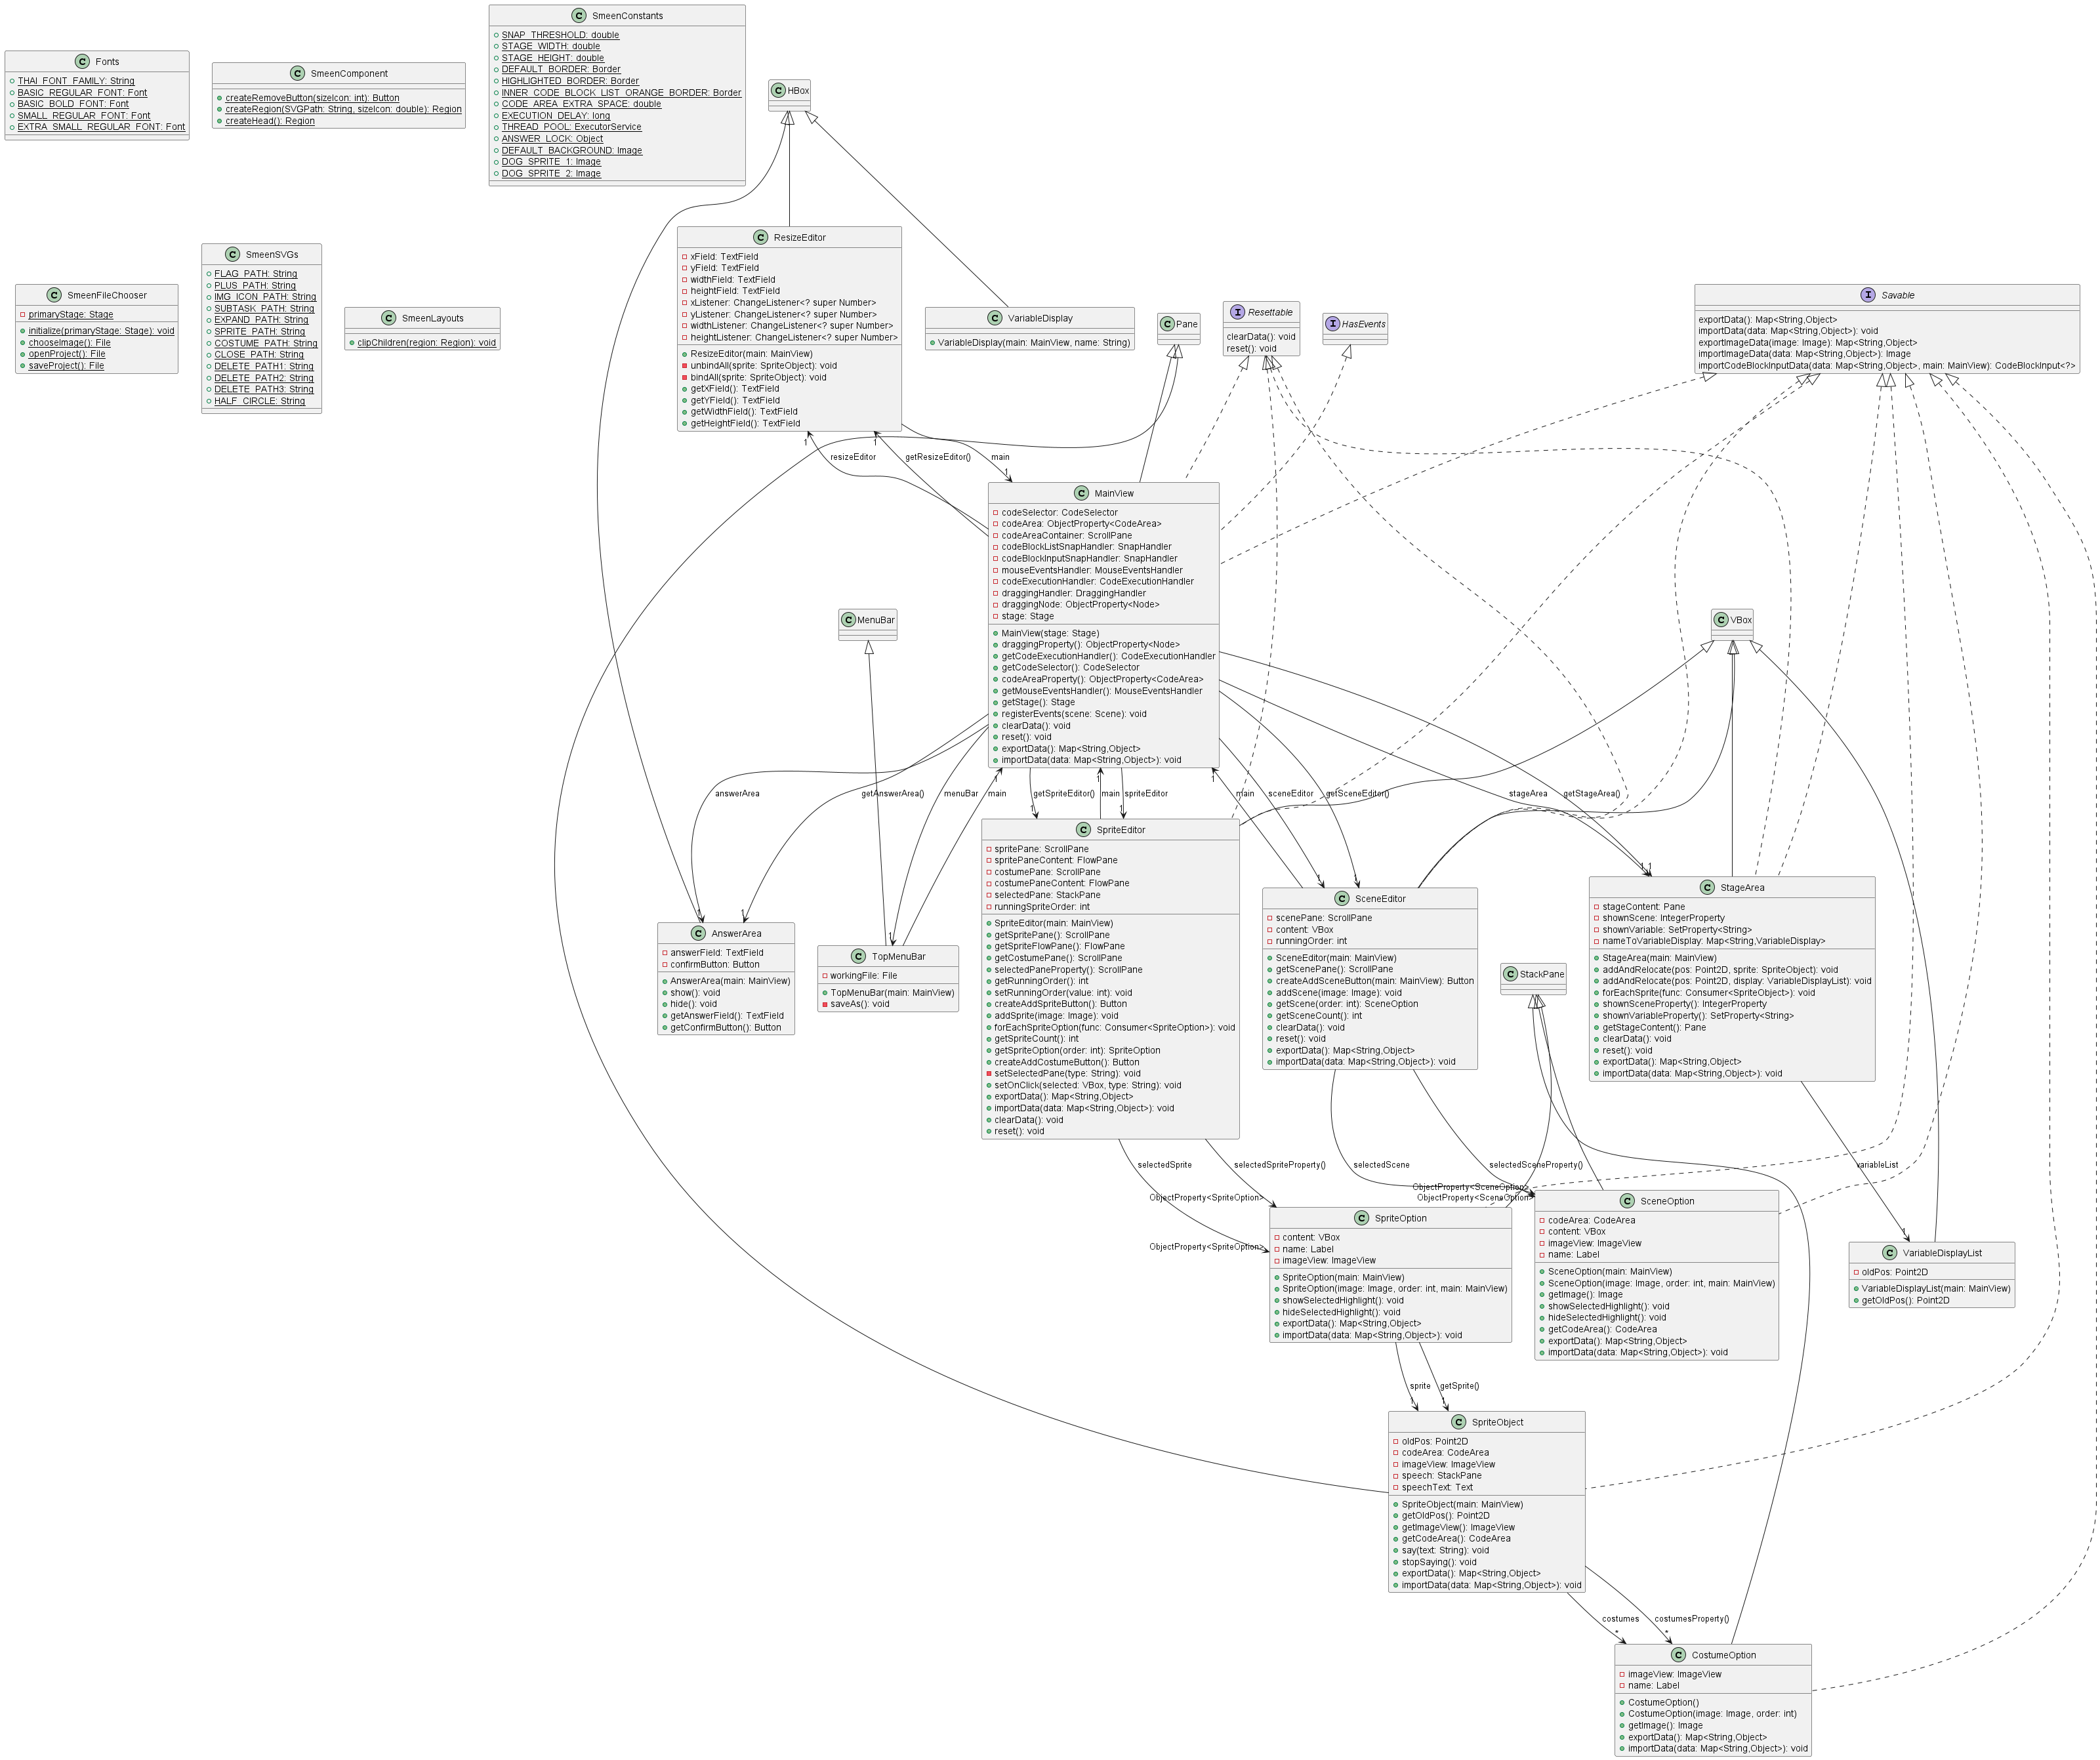 SmeenConstants
SNAP_THRESHOLD: double
STAGE_WIDTH: double
STAGE_HEIGHT: double
DEFAULT_BORDER: Border
HIGHLIGHTED_BORDER: Border
INNER_CODE_BLOCK_LIST_ORANGE_BORDER: Border
CODE_AREA_EXTRA_SPACE: double
EXECUTION_DELAY: long
THREAD_POOL: ExecutorService
ANSWER_LOCK: Object
DEFAULT_BACKGROUND: Image
DOG_SPRITE_1: Image
DOG_SPRITE_2: Image
Fonts
THAI_FONT_FAMILY: String
BASIC_REGULAR_FONT: Font
BASIC_BOLD_FONT: Font
SMALL_REGULAR_FONT: Font
EXTRA_SMALL_REGULAR_FONT: Font
SmeenComponent
createRemoveButton(sizeIcon: int): Button
createRegion(SVGPath: String, sizeIcon: double): Region
createHead(): Region
HBox
SmeenFileChooser
primaryStage: Stage
initialize(primaryStage: Stage): void
chooseImage(): File
openProject(): File
saveProject(): File
SmeenSVGs
FLAG_PATH: String
PLUS_PATH: String
IMG_ICON_PATH: String
SUBTASK_PATH: String
EXPAND_PATH: String
SPRITE_PATH: String
COSTUME_PATH: String
CLOSE_PATH: String
DELETE_PATH1: String
DELETE_PATH2: String
DELETE_PATH3: String
HALF_CIRCLE: String
SmeenLayouts
clipChildren(region: Region): void
ResizeEditor
xField: TextField
yField: TextField
widthField: TextField
heightField: TextField
xListener: ChangeListener<? super Number>
yListener: ChangeListener<? super Number>
widthListener: ChangeListener<? super Number>
heightListener: ChangeListener<? super Number>
ResizeEditor(main: MainView)
unbindAll(sprite: SpriteObject): void
bindAll(sprite: SpriteObject): void
getXField(): TextField
getYField(): TextField
getWidthField(): TextField
getHeightField(): TextField
VariableDisplay
VariableDisplay(main: MainView, name: String)
Pane
Resettable
clearData(): void
reset(): void
HasEvents
Savable
exportData(): Map<String,Object>
importData(data: Map<String,Object>): void
exportImageData(image: Image): Map<String,Object>
importImageData(data: Map<String,Object>): Image
importCodeBlockInputData(data: Map<String,Object>, main: MainView): CodeBlockInput<?>
1
1
resizeEditor
getResizeEditor()
main
1
MainView
codeSelector: CodeSelector
codeArea: ObjectProperty<CodeArea>
codeAreaContainer: ScrollPane
codeBlockListSnapHandler: SnapHandler
codeBlockInputSnapHandler: SnapHandler
mouseEventsHandler: MouseEventsHandler
codeExecutionHandler: CodeExecutionHandler
draggingHandler: DraggingHandler
draggingNode: ObjectProperty<Node>
stage: Stage
MainView(stage: Stage)
draggingProperty(): ObjectProperty<Node>
getCodeExecutionHandler(): CodeExecutionHandler
getCodeSelector(): CodeSelector
codeAreaProperty(): ObjectProperty<CodeArea>
getMouseEventsHandler(): MouseEventsHandler
getStage(): Stage
registerEvents(scene: Scene): void
clearData(): void
reset(): void
exportData(): Map<String,Object>
importData(data: Map<String,Object>): void
MenuBar
VBox
1
1
1
answerArea
getAnswerArea()
menuBar
main
getSpriteEditor()
main
spriteEditor
main
sceneEditor
getSceneEditor()
stageArea
getStageArea()
1
1
1
1
1
1
1
1
1
AnswerArea
answerField: TextField
confirmButton: Button
AnswerArea(main: MainView)
show(): void
hide(): void
getAnswerField(): TextField
getConfirmButton(): Button
TopMenuBar
workingFile: File
TopMenuBar(main: MainView)
saveAs(): void
SpriteEditor
spritePane: ScrollPane
spritePaneContent: FlowPane
costumePane: ScrollPane
costumePaneContent: FlowPane
selectedPane: StackPane
runningSpriteOrder: int
SpriteEditor(main: MainView)
getSpritePane(): ScrollPane
getSpriteFlowPane(): FlowPane
getCostumePane(): ScrollPane
selectedPaneProperty(): ScrollPane
getRunningOrder(): int
setRunningOrder(value: int): void
createAddSpriteButton(): Button
addSprite(image: Image): void
forEachSpriteOption(func: Consumer<SpriteOption>): void
getSpriteCount(): int
getSpriteOption(order: int): SpriteOption
createAddCostumeButton(): Button
setSelectedPane(type: String): void
setOnClick(selected: VBox, type: String): void
exportData(): Map<String,Object>
importData(data: Map<String,Object>): void
clearData(): void
reset(): void
SceneEditor
scenePane: ScrollPane
content: VBox
runningOrder: int
SceneEditor(main: MainView)
getScenePane(): ScrollPane
createAddSceneButton(main: MainView): Button
addScene(image: Image): void
getScene(order: int): SceneOption
getSceneCount(): int
clearData(): void
reset(): void
exportData(): Map<String,Object>
importData(data: Map<String,Object>): void
StackPane
StageArea
stageContent: Pane
shownScene: IntegerProperty
shownVariable: SetProperty<String>
nameToVariableDisplay: Map<String,VariableDisplay>
StageArea(main: MainView)
addAndRelocate(pos: Point2D, sprite: SpriteObject): void
addAndRelocate(pos: Point2D, display: VariableDisplayList): void
forEachSprite(func: Consumer<SpriteObject>): void
shownSceneProperty(): IntegerProperty
shownVariableProperty(): SetProperty<String>
getStageContent(): Pane
clearData(): void
reset(): void
exportData(): Map<String,Object>
importData(data: Map<String,Object>): void
selectedSprite
selectedSpriteProperty()
selectedScene
selectedSceneProperty()
variableList
ObjectProperty<SpriteOption>
ObjectProperty<SpriteOption>
ObjectProperty<SceneOption>
ObjectProperty<SceneOption>
1
SpriteOption
content: VBox
name: Label
imageView: ImageView
SpriteOption(main: MainView)
SpriteOption(image: Image, order: int, main: MainView)
showSelectedHighlight(): void
hideSelectedHighlight(): void
exportData(): Map<String,Object>
importData(data: Map<String,Object>): void
SceneOption
codeArea: CodeArea
content: VBox
imageView: ImageView
name: Label
SceneOption(main: MainView)
SceneOption(image: Image, order: int, main: MainView)
getImage(): Image
showSelectedHighlight(): void
hideSelectedHighlight(): void
getCodeArea(): CodeArea
exportData(): Map<String,Object>
importData(data: Map<String,Object>): void
VariableDisplayList
oldPos: Point2D
VariableDisplayList(main: MainView)
getOldPos(): Point2D
sprite
getSprite()
1
1
SpriteObject
oldPos: Point2D
codeArea: CodeArea
imageView: ImageView
speech: StackPane
speechText: Text
SpriteObject(main: MainView)
getOldPos(): Point2D
getImageView(): ImageView
getCodeArea(): CodeArea
say(text: String): void
stopSaying(): void
exportData(): Map<String,Object>
importData(data: Map<String,Object>): void
costumes
costumesProperty()
*
*
CostumeOption
imageView: ImageView
name: Label
CostumeOption()
CostumeOption(image: Image, order: int)
getImage(): Image
exportData(): Map<String,Object>
importData(data: Map<String,Object>): void